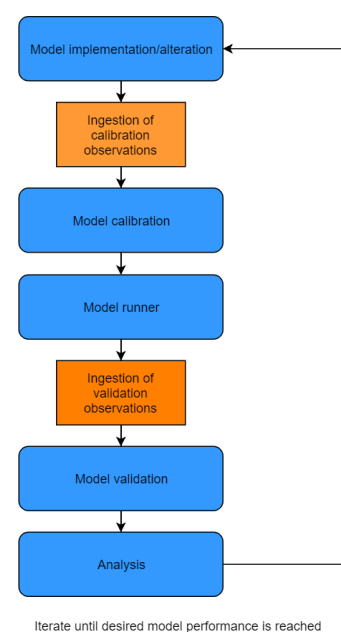 Model implementation/alteration
Ingestion of
calibration
observations
Model calibration
Model runner
Ingestion of
validation
observations
Model validation
Analysis
Iterate until desired model performance is reached